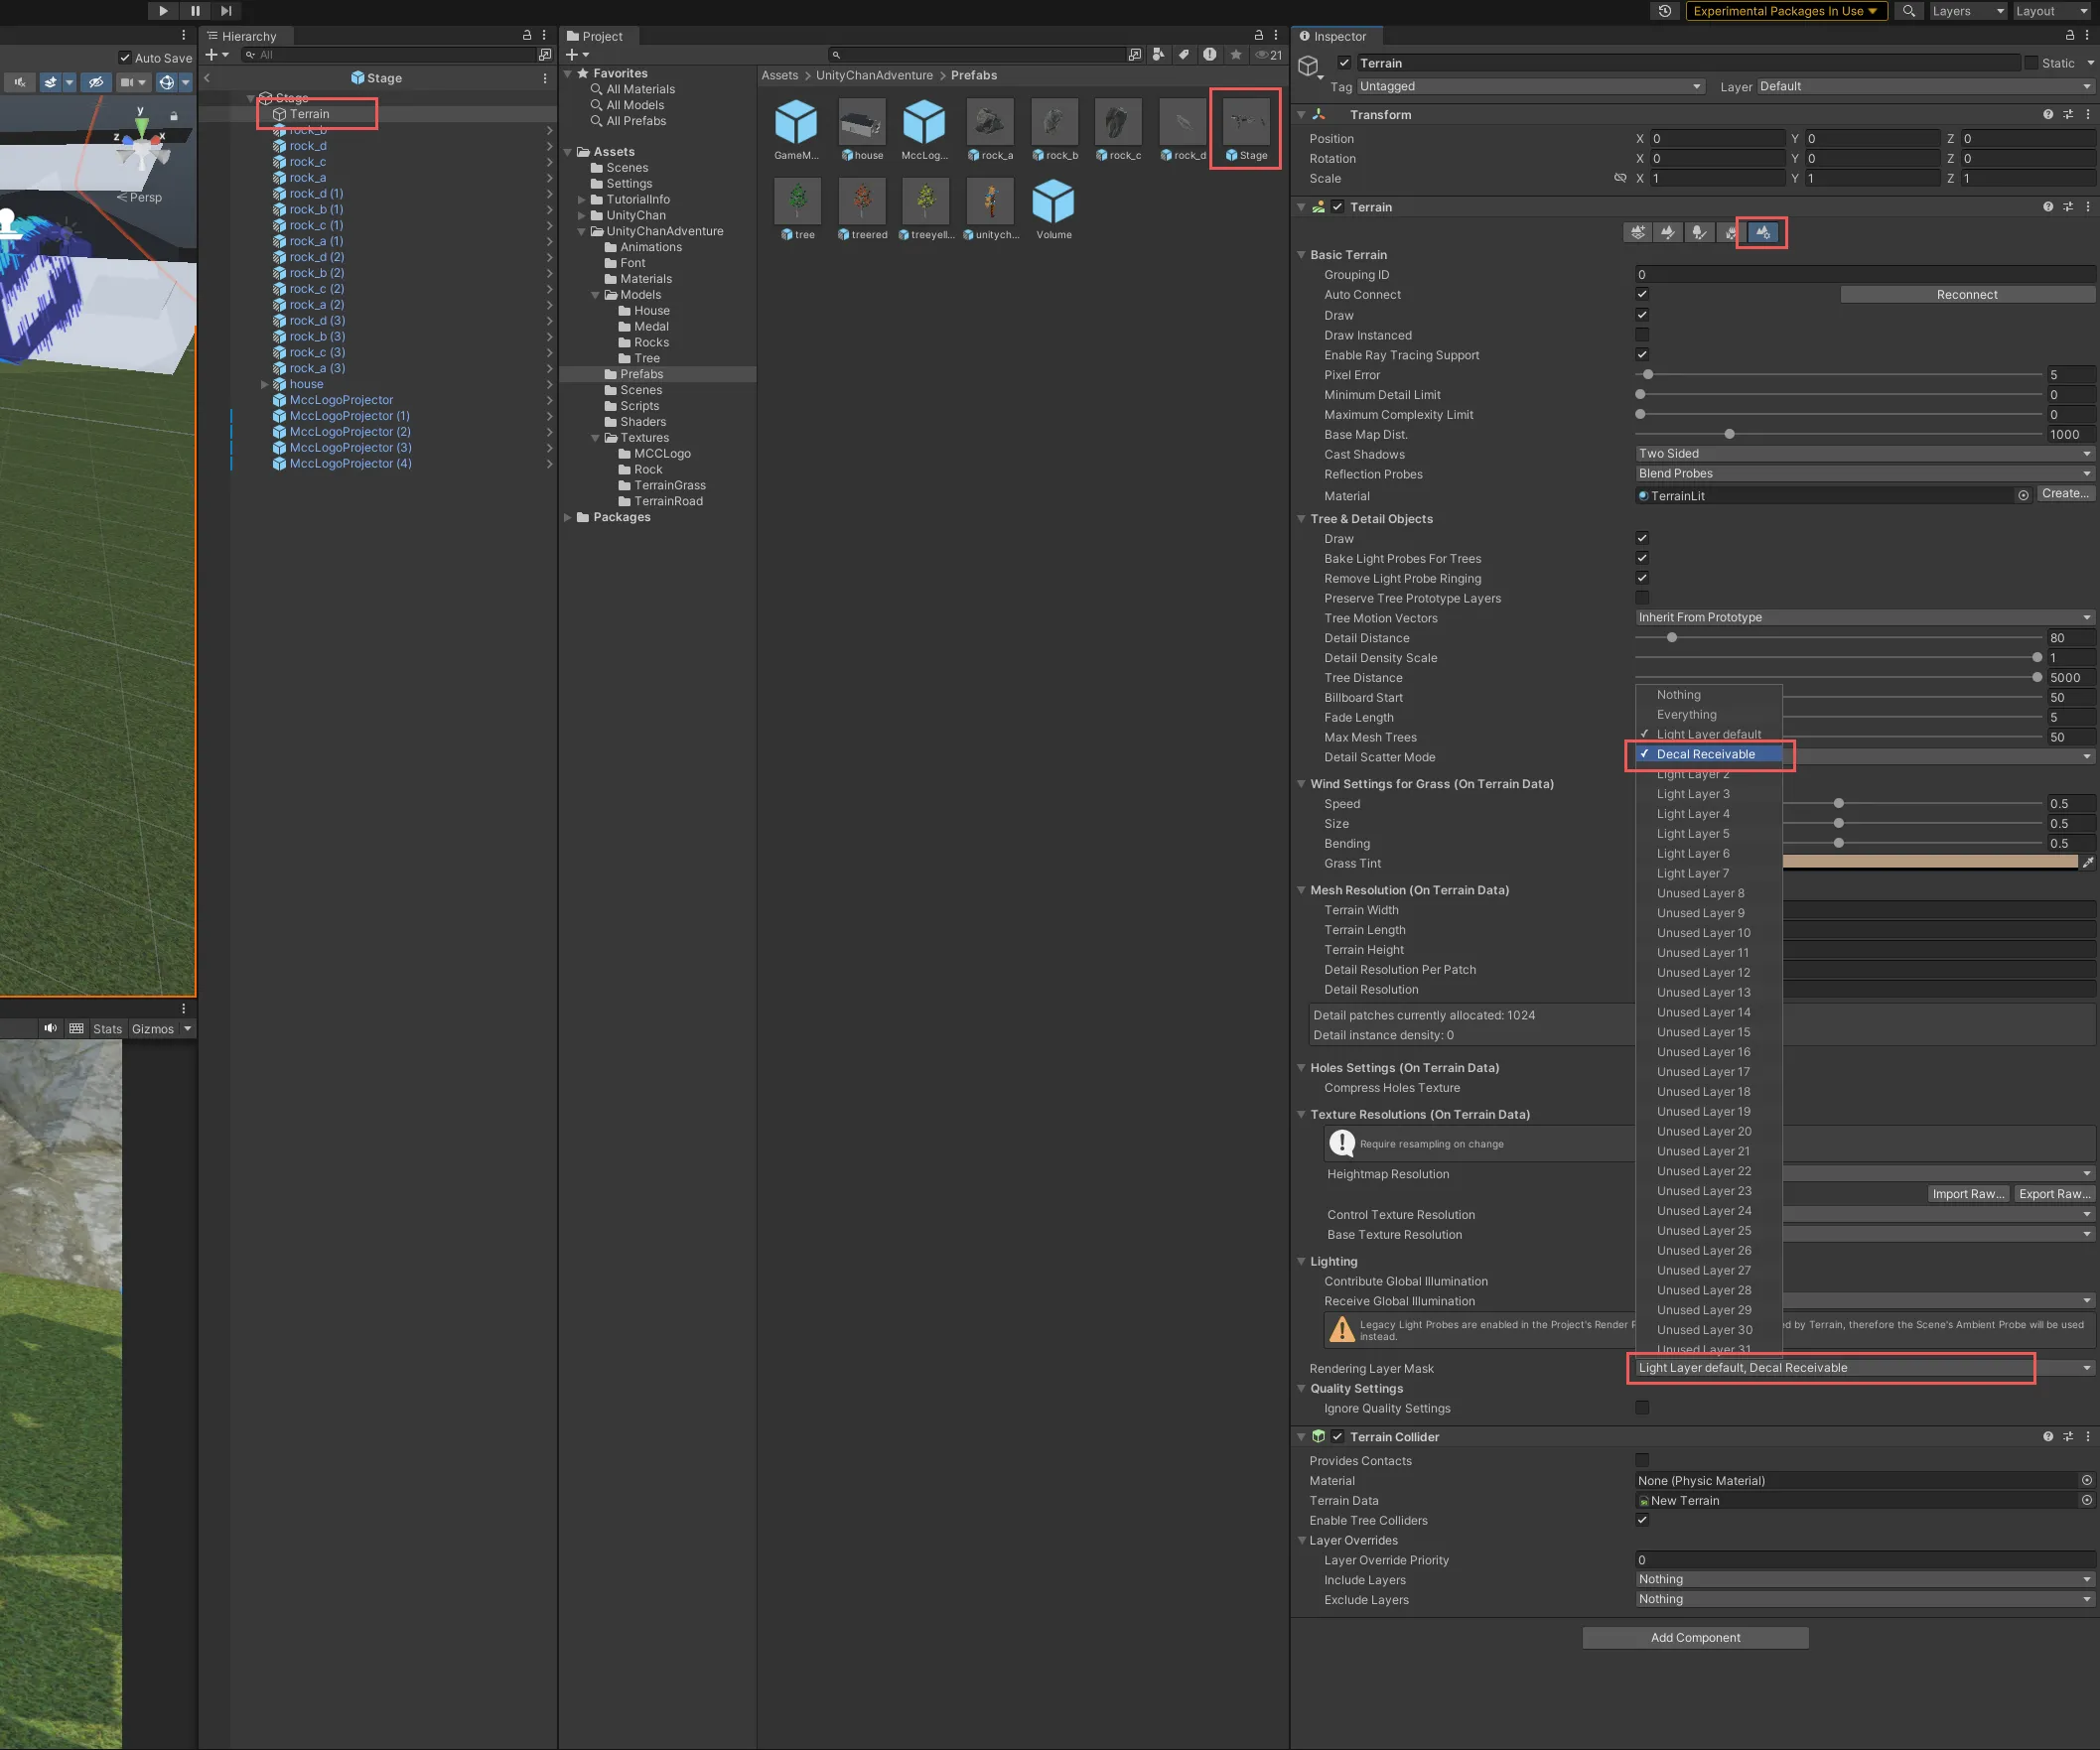 Experimental Packages In Use
Layers
Layout
Auto Save
Persp
y
z
x
Stats
Gizmos
Hierarchy
All
Stage
Stage
Terrain
rock_b
rock_d
rock_c
rock_a
rock_d (1)
rock_b (1)
rock_c (1)
rock_a (1)
rock_d (2)
rock_b (2)
rock_c (2)
rock_a (2)
rock_d (3)
rock_b (3)
rock_c (3)
rock_a (3)
house
MccLogoProjector
MccLogoProjector (1)
MccLogoProjector (2)
MccLogoProjector (3)
MccLogoProjector (4)
Project
21
Favorites
All Materials
All Models
All Prefabs
Assets
Scenes
Settings
TutorialInfo
UnityChan
UnityChanAdventure
Animations
Font
Materials
Models
House
Medal
Rocks
Tree
Prefabs
Scenes
Scripts
Shaders
Textures
MCCLogo
Rock
TerrainGrass
TerrainRoad
Packages
Assets > UnityChanAdventure > Prefabs
GameM...
house
MccLog...
rock_a
rock_b
rock_c
rock_d
Stage
tree
treered
treeyell...
unitych...
Volume
Inspector
Terrain
Static
Tag Untagged
Layer Default
Transform
Position X 0 Y 0 Z 0
Rotation X 0 Y 0 Z 0
Scale X 1 Y 1 Z 1
Terrain
Basic Terrain
Grouping ID 0
Auto Connect Reconnect
Draw
Draw Instanced
Enable Ray Tracing Support
Pixel Error 5
Minimum Detail Limit 0
Maximum Complexity Limit 0
Base Map Dist. 1000
Cast Shadows Two Sided
Reflection Probes Blend Probes
Material TerrainLit Create...
Tree & Detail Objects
Draw
Bake Light Probes For Trees
Remove Light Probe Ringing
Preserve Tree Prototype Layers
Tree Motion Vectors Inherit From Prototype
Detail Distance 80
Detail Density Scale 1
Tree Distance 5000
Billboard Start 50
Fade Length 5
Max Mesh Trees 50
Detail Scatter Mode
Nothing
Everything
Light Layer default
Decal Receivable
Light Layer 2
Light Layer 3
Light Layer 4
Light Layer 5
Light Layer 6
Light Layer 7
Unused Layer 8
Unused Layer 9
Unused Layer 10
Unused Layer 11
Unused Layer 12
Unused Layer 13
Unused Layer 14
Unused Layer 15
Unused Layer 16
Unused Layer 17
Unused Layer 18
Unused Layer 19
Unused Layer 20
Unused Layer 21
Unused Layer 22
Unused Layer 23
Unused Layer 24
Unused Layer 25
Unused Layer 26
Unused Layer 27
Unused Layer 28
Unused Layer 29
Unused Layer 30
Unused Layer 31
Wind Settings for Grass (On Terrain Data)
Speed 0.5
Size 0.5
Bending 0.5
Grass Tint
Mesh Resolution (On Terrain Data)
Terrain Width
Terrain Length
Terrain Height
Detail Resolution Per Patch
Detail Resolution
Detail patches currently allocated: 1024
Detail instance density: 0
Holes Settings (On Terrain Data)
Compress Holes Texture
Texture Resolutions (On Terrain Data)
Require resampling on change
Heightmap Resolution
Import Raw... Export Raw...
Control Texture Resolution
Base Texture Resolution
Lighting
Contribute Global Illumination
Receive Global Illumination
Legacy Light Probes are enabled in the Project's Render d by Terrain, therefore the Scene's Ambient Probe will be used
instead.
Rendering Layer Mask Light Layer default, Decal Receivable
Quality Settings
Ignore Quality Settings
Terrain Collider
Provides Contacts
Material None (Physic Material)
Terrain Data New Terrain
Enable Tree Colliders
Layer Overrides
Layer Override Priority 0
Include Layers Nothing
Exclude Layers Nothing
Add Component